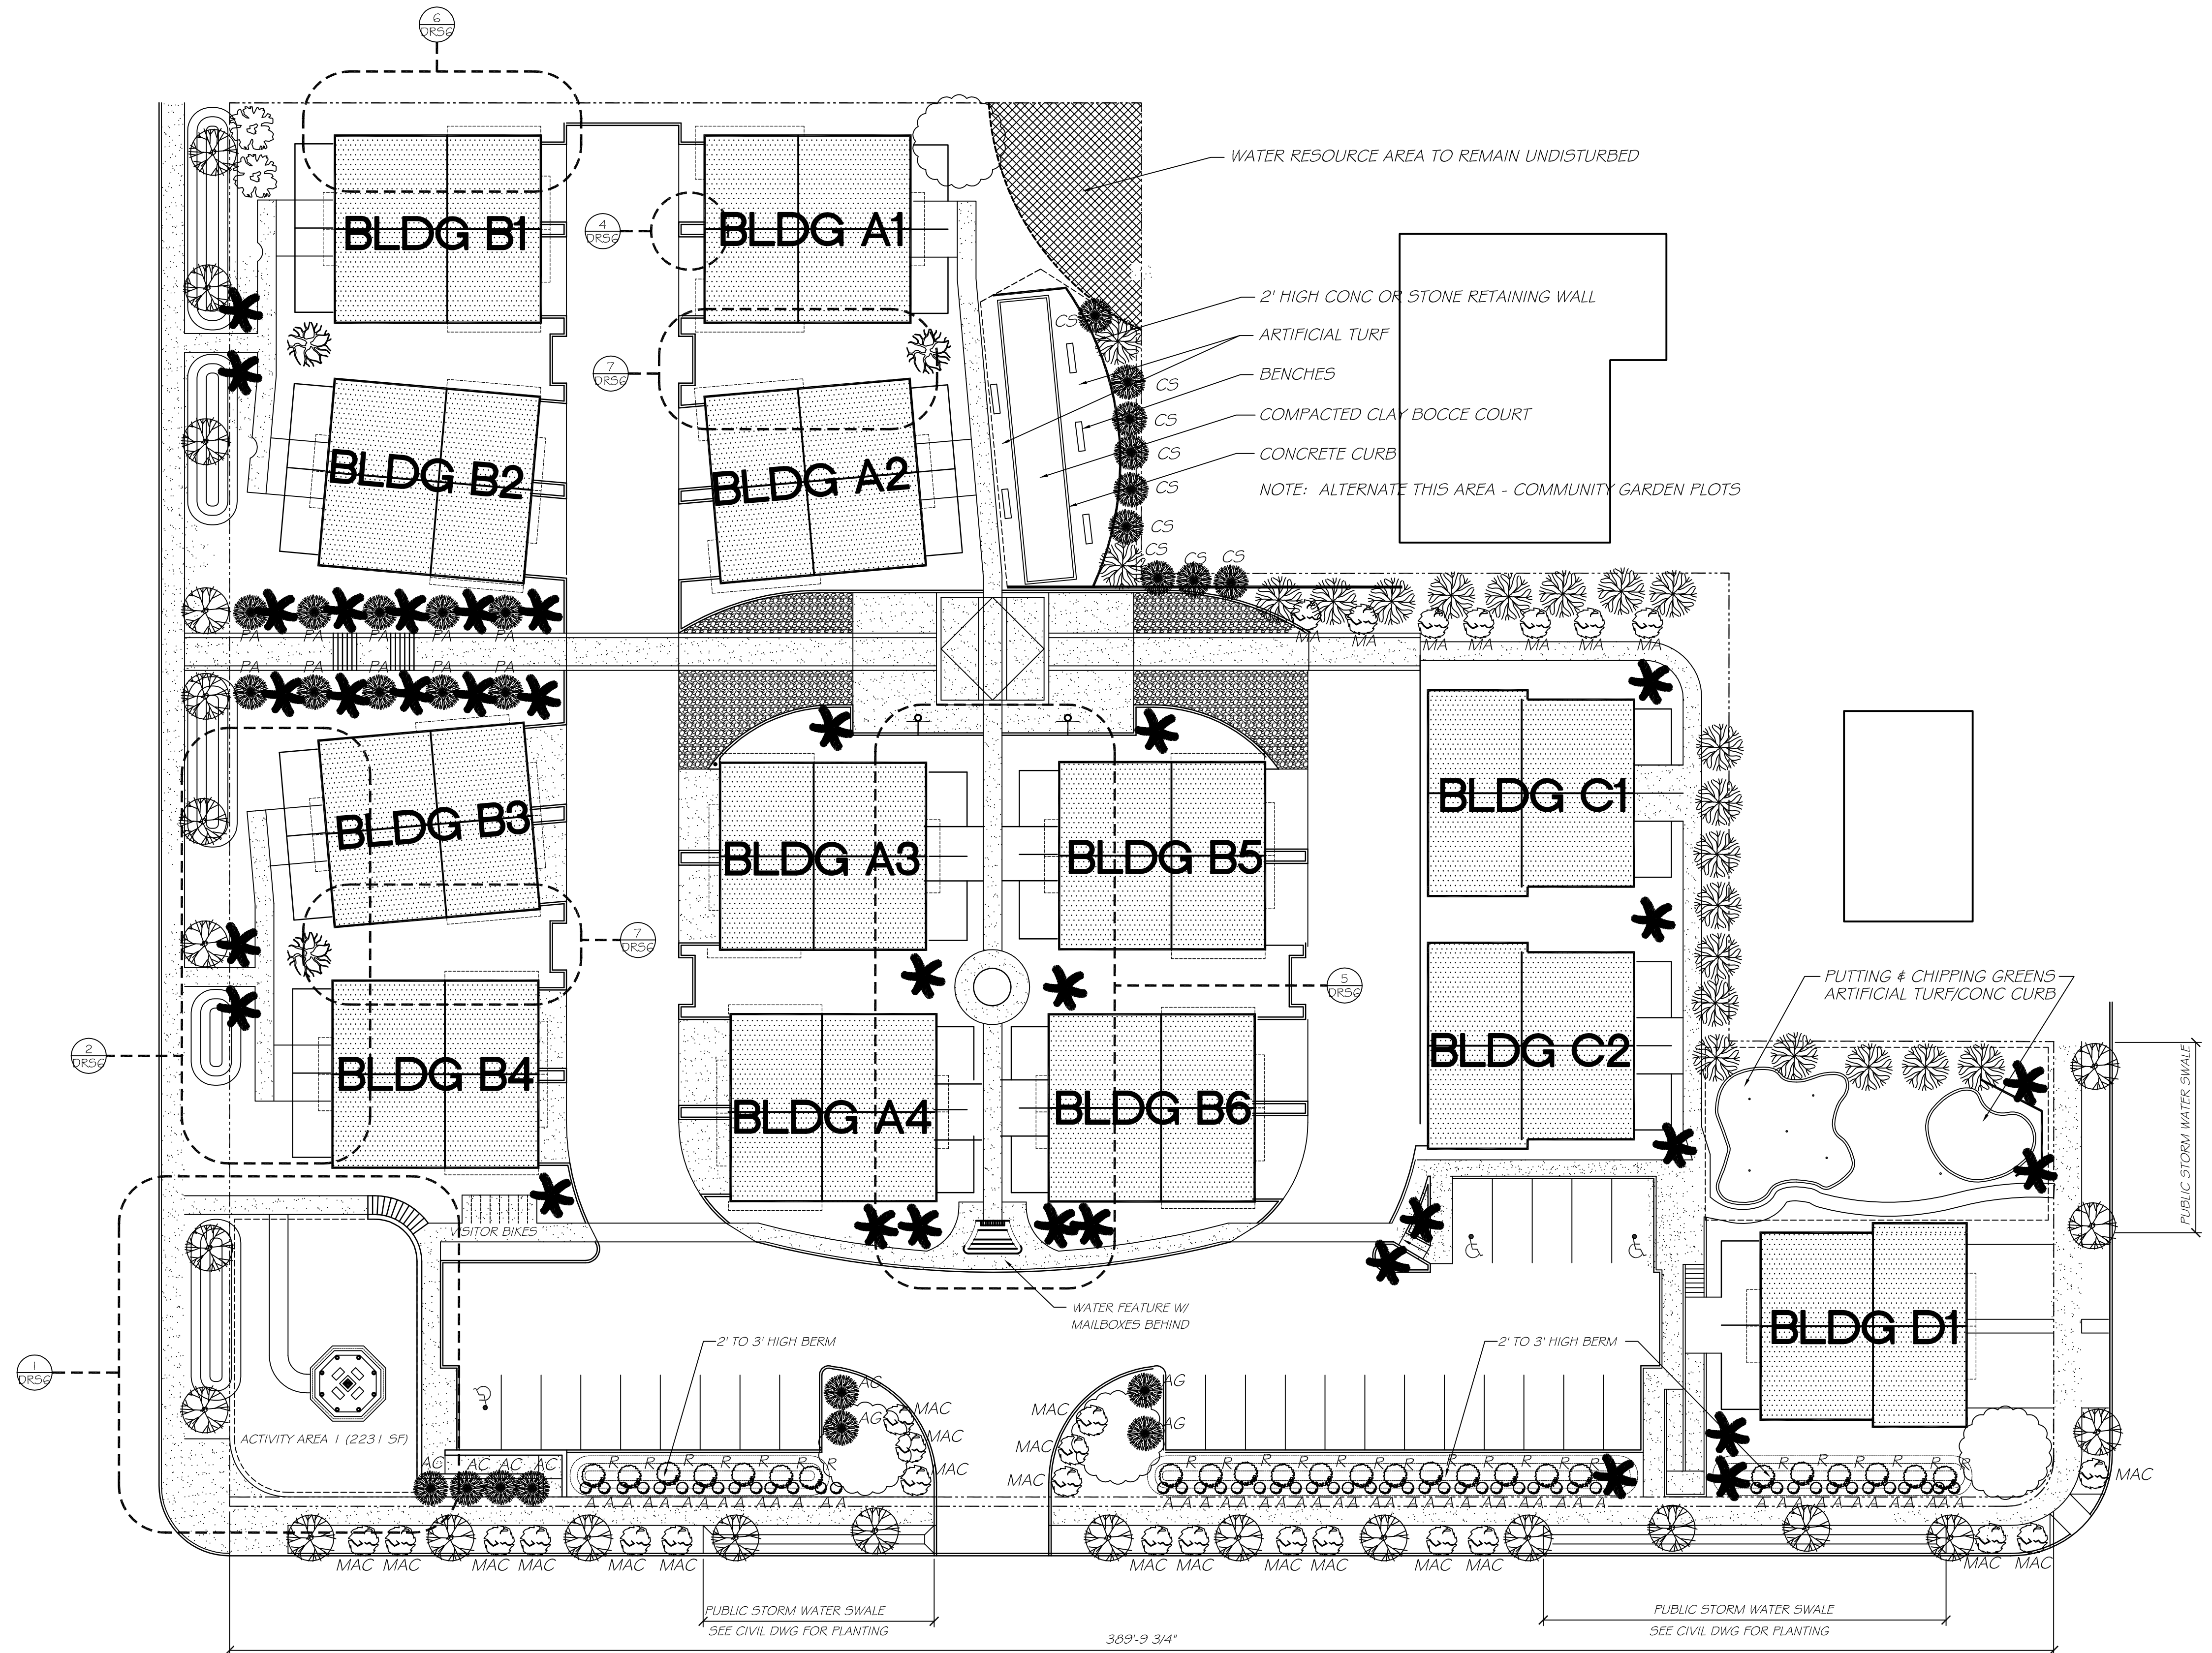 6
DRS6
WATER RESOURCE AREA TO REMAIN UNDISTURBED
BLDG B1
4
DRS6
BLDG A1
2' HIGH CONC OR STONE RETAINING WALL
CS
ARTIFICIAL TURF
7
DRS6
BENCHES
CS
COMPACTED CLAY BOCCE COURT
CS
CONCRETE CURB
CS
BLDG B2
BLDG A2
CS
NOTE: ALTERNATE THIS AREA - COMMUNITY GARDEN PLOTS
CS
CS
CS
CS
PA PA PA PA PA
MA MA MA MA MA MA MA
PA PA PA PA PA
BLDG C1
BLDG B3
BLDG A3
BLDG B5
7
DRS6
5
DRS6
PUTTING & CHIPPING GREENS
ARTIFICIAL TURF/CONC CURB
2
DRS6
BLDG C2
BLDG B4
BLDG A4
BLDG B6
PUBLIC STORM WATER SWALE
VISITOR BIKES
WATER FEATURE W/
MAILBOXES BEHIND
BLDG D1
2' TO 3' HIGH BERM
2' TO 3' HIGH BERM
1
DRS6
AG
AG
MAC
MAC
AG
AG
MAC
MAC
ACTIVITY AREA 1 (2231 SF)
AC AC AC AC
R R R R R R R
MAC
MAC
R R R R R R R R R R R R
R R R R R R
MAC
A A A A A A A A A A A A A A
A A A A A A A A A A A A A A A A A A A A A A A A
A A A A A A A A A A A A
MAC MAC MAC MAC MAC MAC
MAC MAC MAC MAC MAC MAC
MAC MAC
PUBLIC STORM WATER SWALE
SEE CIVIL DWG FOR PLANTING
PUBLIC STORM WATER SWALE
SEE CIVIL DWG FOR PLANTING
389'-9 3/4"